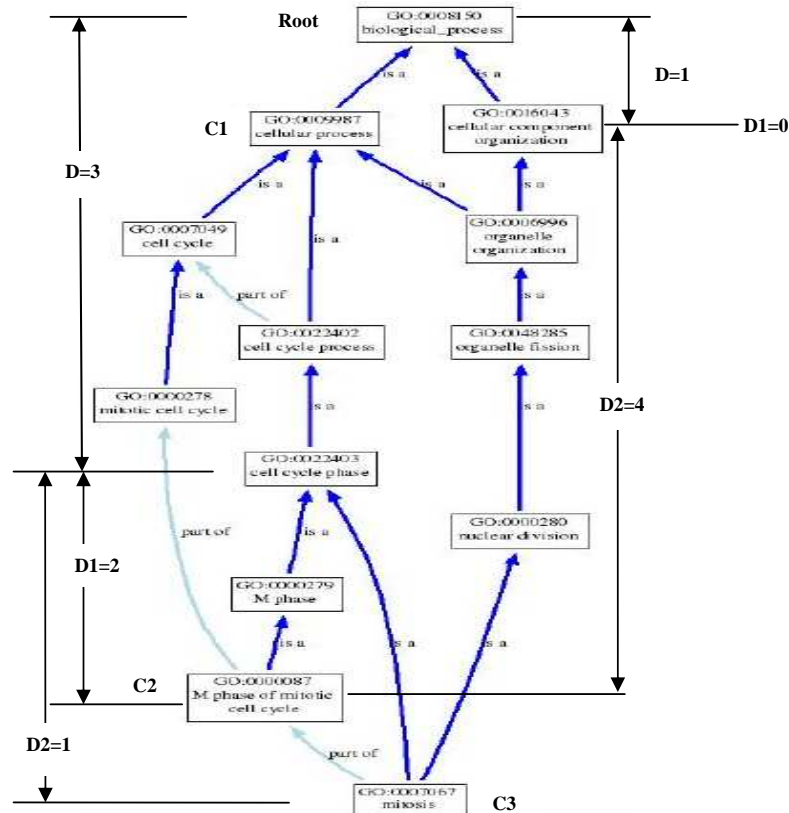 Root
GO:0008150
biological_process
D=1
is a
is a
C1
GO:0009987
cellular process
GO:0016043
cellular component
organization
D1=0
D=3
is a
is a
is a
GO:0007049
cell cycle
GO:0006996
organelle
organization
is a
is a
part of
is a
GO:0022402
cell cycle process
GO:0048285
organelle fission
GO:0000278
mitotic cell cycle
is a
is a
D2=4
GO:0022403
cell cycle phase
part of
is a
GO:0000280
nuclear division
D1=2
GO:0000279
M phase
is a
is a
is a
C2
GO:0000087
M phase of mitotic
cell cycle
D2=1
part of
GO:0007067
mitosis
C3